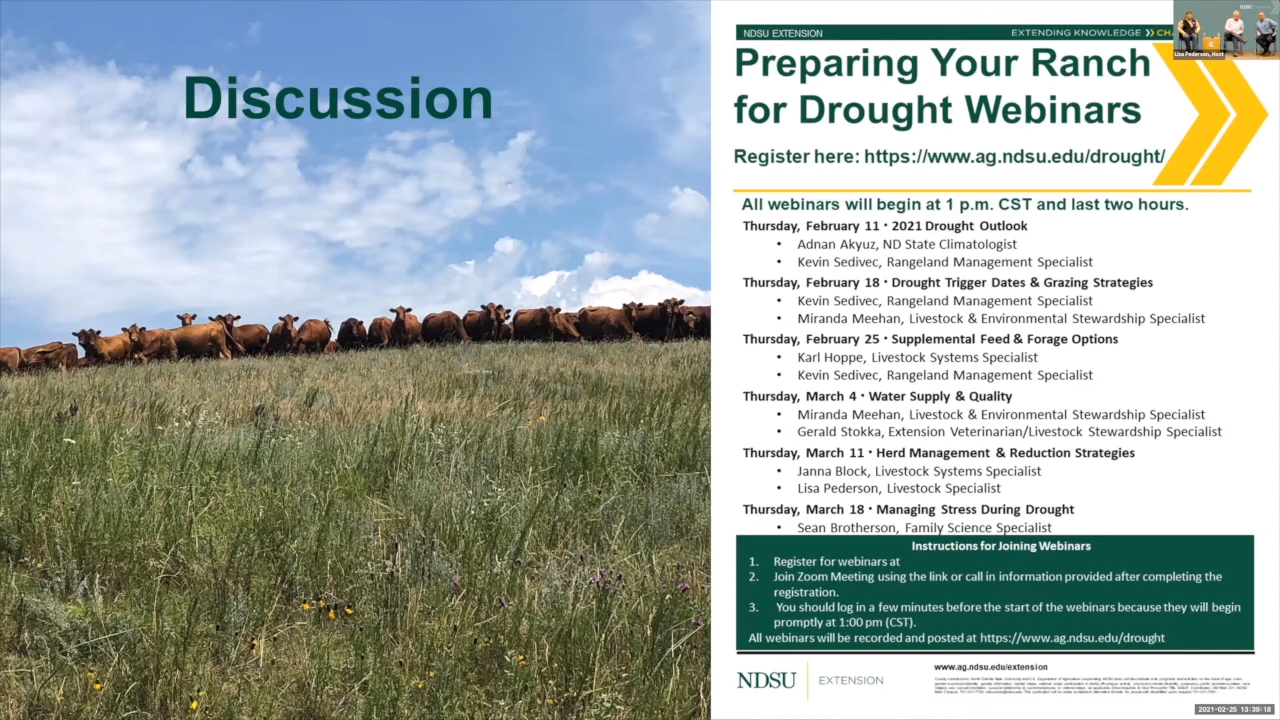 Discussion
NDSU EXTENSION
EXTENDING KNOWLEDGE
Preparing Your Ranch
for Drought Webinars
Register here: https://www.ag.ndsu.edu/drought/
All webinars will begin at 1 p.m. CST and last two hours.
Thursday, February 11 · 2021 Drought Outlook
• Adnan Akyuz, ND State Climatologist
• Kevin Sedivec, Rangeland Management Specialist
Thursday, February 18 · Drought Trigger Dates & Grazing Strategies
• Kevin Sedivec, Rangeland Management Specialist
• Miranda Meehan, Livestock & Environmental Stewardship Specialist
Thursday, February 25 · Supplemental Feed & Forage Options
• Karl Hoppe, Livestock Systems Specialist
• Kevin Sedivec, Rangeland Management Specialist
Thursday, March 4 · Water Supply & Quality
• Miranda Meehan, Livestock & Environmental Stewardship Specialist
• Gerald Stokka, Extension Veterinarian/Livestock Stewardship Specialist
Thursday, March 11 · Herd Management & Reduction Strategies
• Janna Block, Livestock Systems Specialist
• Lisa Pederson, Livestock Specialist
Thursday, March 18 · Managing Stress During Drought
• Sean Brotherson, Family Science Specialist
Instructions for Joining Webinars
1. Register for webinars at
2. Join Zoom Meeting using the link or call in information provided after completing the
registration.
3. You should log in a few minutes before the start of the webinars because they will begin
promptly at 1:00 pm (CST).
All webinars will be recorded and posted at https://www.ag.ndsu.edu/drought
NDSU
EXTENSION
www.ag.ndsu.edu/extension
NDSU
Lisa Pederson, Host
2021-02-25 13:39:18